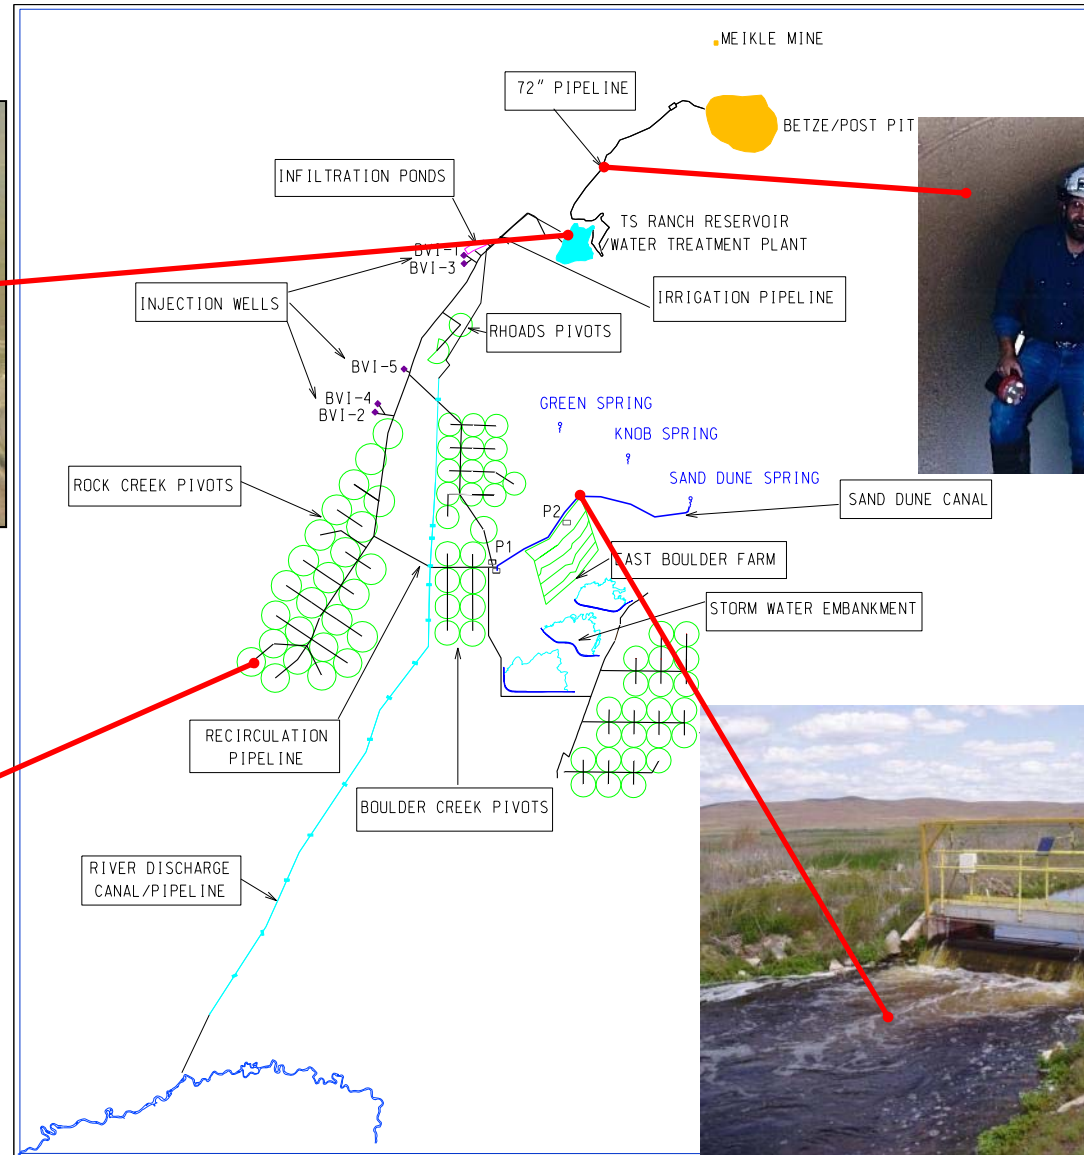 MEIKLE MINE
72" PIPELINE
BETZE/POST PIT
INFILTRATION PONDS
TS RANCH RESERVOIR
WATER TREATMENT PLANT
BVI-1
BVI-3
INJECTION WELLS
IRRIGATION PIPELINE
RHOADS PIVOTS
BVI-5
BVI-4
BVI-2
GREEN SPRING
KNOB SPRING
SAND DUNE SPRING
ROCK CREEK PIVOTS
SAND DUNE CANAL
P2
P1
EAST BOULDER FARM
STORM WATER EMBANKMENT
RECIRCULATION
PIPELINE
BOULDER CREEK PIVOTS
RIVER DISCHARGE
CANAL/PIPELINE